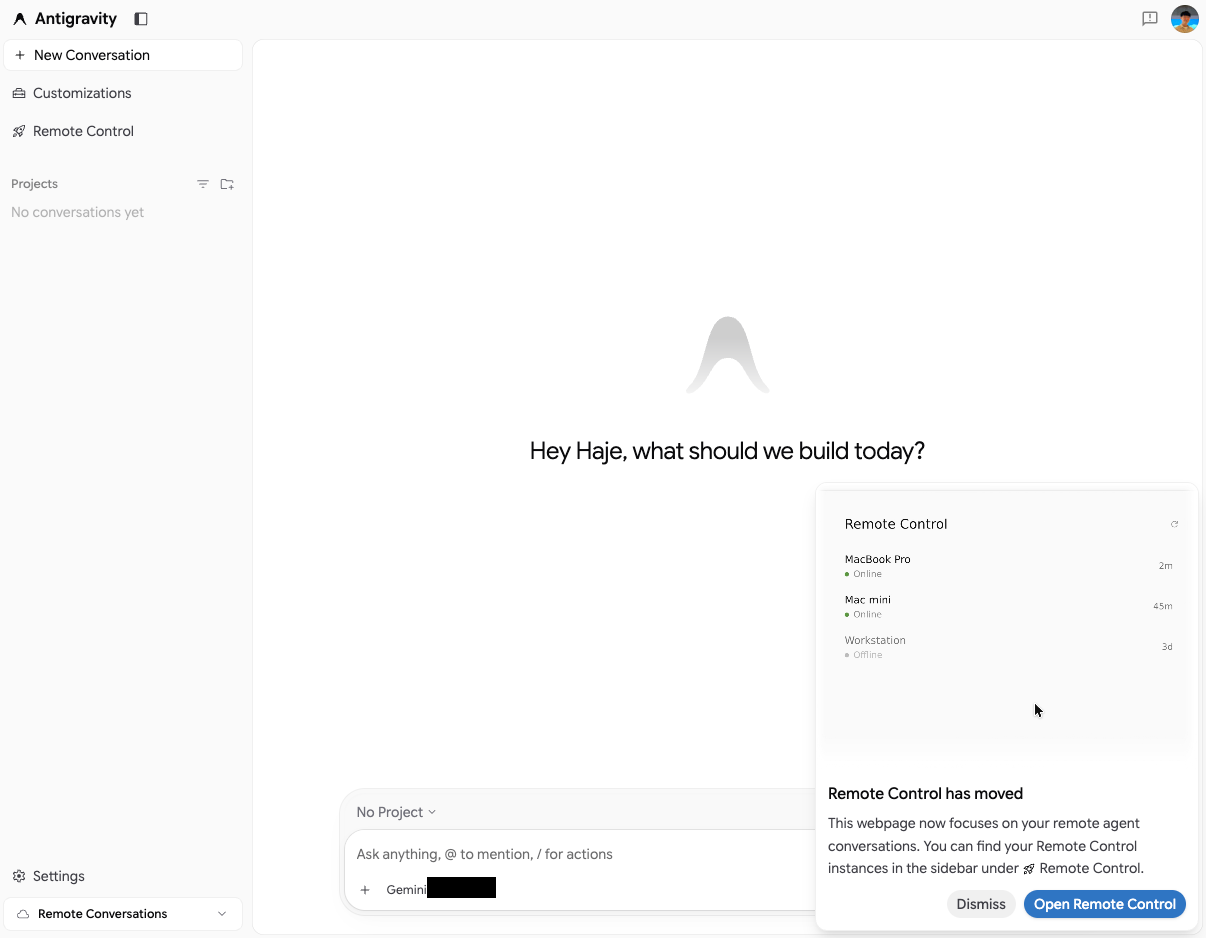 Antigravity
New Conversation
Customizations
Remote Control
Projects
No conversations yet
Hey Haje, what should we build today?
No Project
Ask anything, @ to mention, / for actions
Gemini
Remote Control
MacBook Pro
Online
2m
Mac mini
Online
45m
Workstation
Offline
3d
Remote Control has moved
This webpage now focuses on your remote agent
conversations. You can find your Remote Control
instances in the sidebar under Remote Control.
Dismiss
Open Remote Control
Settings
Remote Conversations